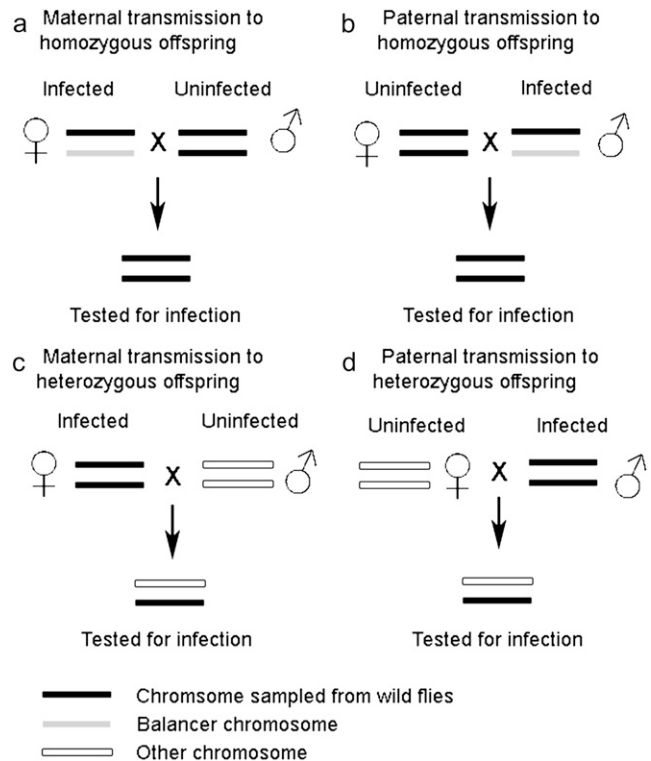 a Maternal transmission to
homozygous offspring
Infected Uninfected
X
Tested for infection
b Paternal transmission to
homozygous offspring
Uninfected Infected
X
Tested for infection
c Maternal transmission to
heterozygous offspring
Infected Uninfected
X
Tested for infection
d Paternal transmission to
heterozygous offspring
Uninfected Infected
X
Tested for infection
Chromsome sampled from wild flies
Balancer chromosome
Other chromosome